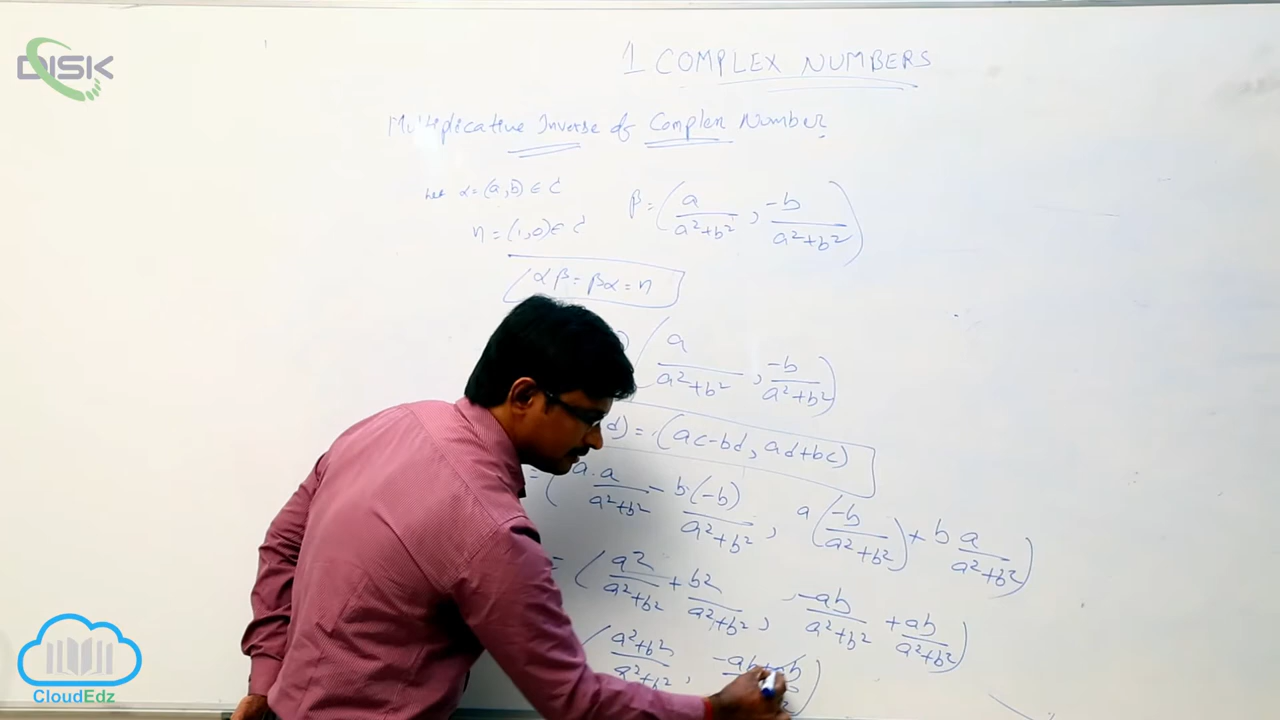 DISK
1 COMPLEX NUMBERS
Multiplicative Inverse of Complex Number
Let α = (a, b) ∈ ₵ β = (a/a²+b², -b/a²+b²)
η = (1, 0) ∈ ₵
αβ = βα = η
) (a/a²+b², -b/a²+b²)
d) = (ac-bd, ad+bc)
= (a.a/a²+b² - b.(-b)/a²+b², a(-b/a²+b²) + b a/a²+b²)
= (a²/a²+b² + b²/a²+b², -ab/a²+b² + ab/a²+b²)
(a²+b²/a²+b², -ab+ab
CloudEdz